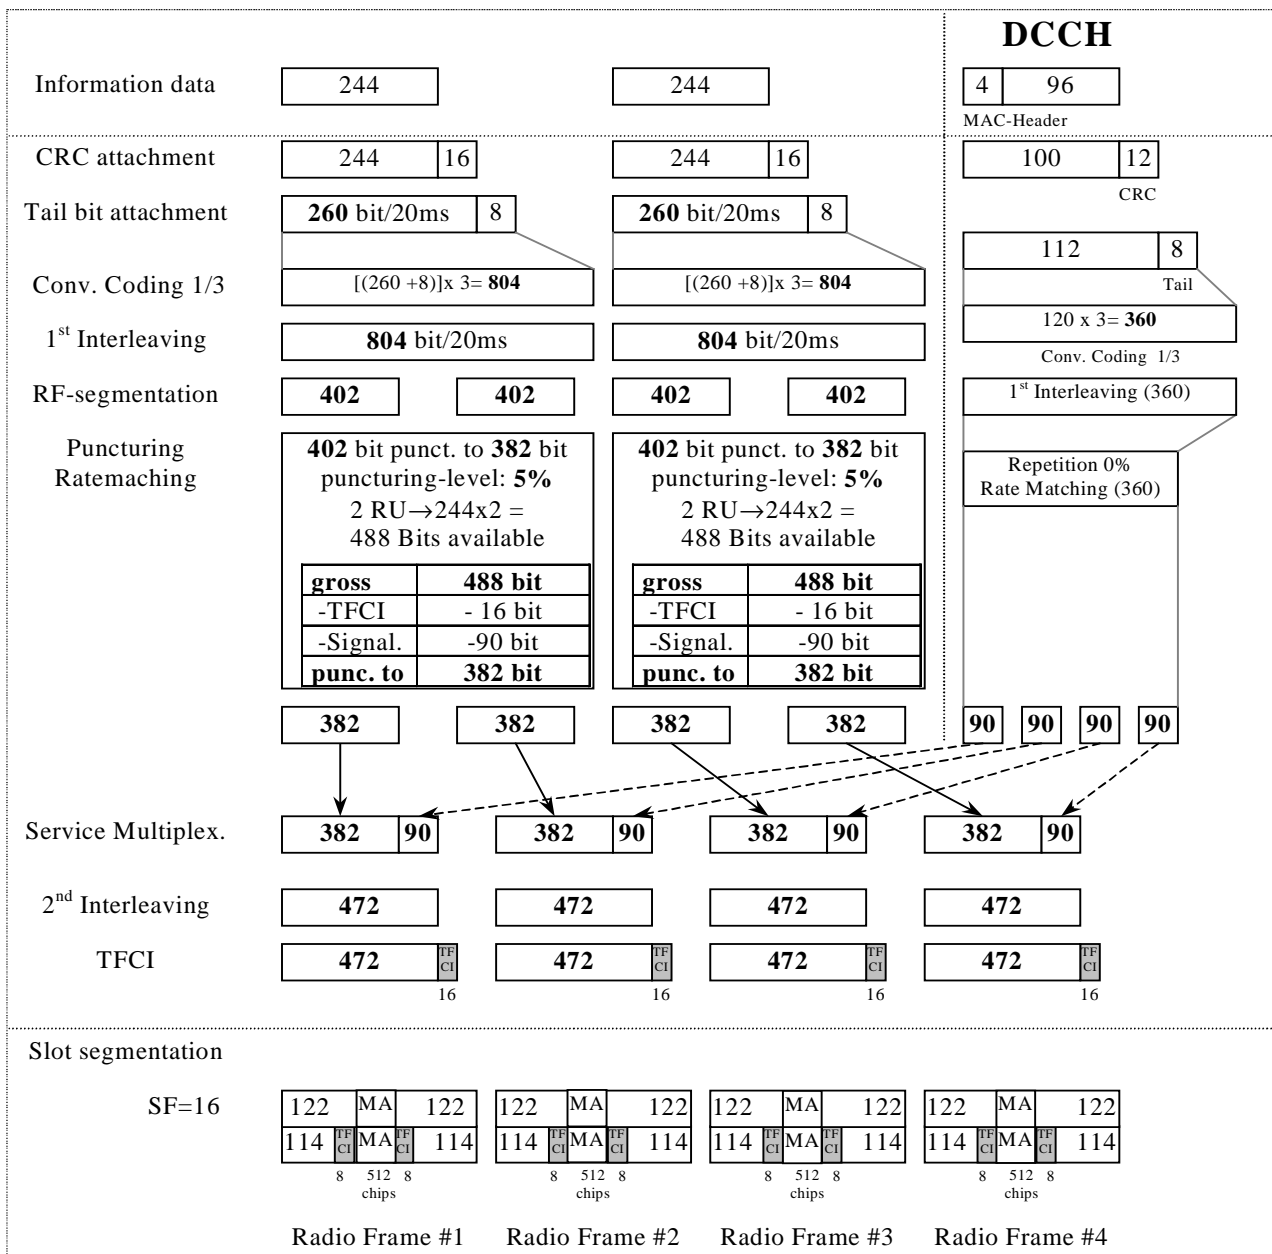 DCCH
Information data 244 244 4 96
MAC-Header
CRC attachment 244 16 244 16 100 12
CRC
Tail bit attachment 260 bit/20ms 8 260 bit/20ms 8
112 8
Tail
Conv. Coding 1/3 [(260 +8)]x 3= 804 [(260 +8)]x 3= 804
120 x 3= 360
Conv. Coding 1/3
1st Interleaving 804 bit/20ms 804 bit/20ms
RF-segmentation 402 402 402 402 1st Interleaving (360)
Puncturing 402 bit punct. to 382 bit 402 bit punct. to 382 bit
Ratemaching puncturing-level: 5% puncturing-level: 5%
Repetition 0%
Rate Matching (360)
2 RU→244x2 = 2 RU→244x2 =
488 Bits available 488 Bits available
gross 488 bit gross 488 bit
-TFCI - 16 bit -TFCI - 16 bit
-Signal. -90 bit -Signal. -90 bit
punc. to 382 bit punc. to 382 bit
382 382 382 382 90 90 90 90
Service Multiplex. 382 90 382 90 382 90 382 90
2nd Interleaving 472 472 472 472
TFCI 472 TF CI 472 TF CI 472 TF CI 472 TF CI
16 16 16 16
Slot segmentation
SF=16 122 MA 122 122 MA 122 122 MA 122 122 MA 122
114 TF CI MA TF CI 114 114 TF CI MA TF CI 114 114 TF CI MA TF CI 114 114 TF CI MA TF CI 114
8 512 8 8 512 8 8 512 8 8 512 8
chips chips chips chips
Radio Frame #1 Radio Frame #2 Radio Frame #3 Radio Frame #4